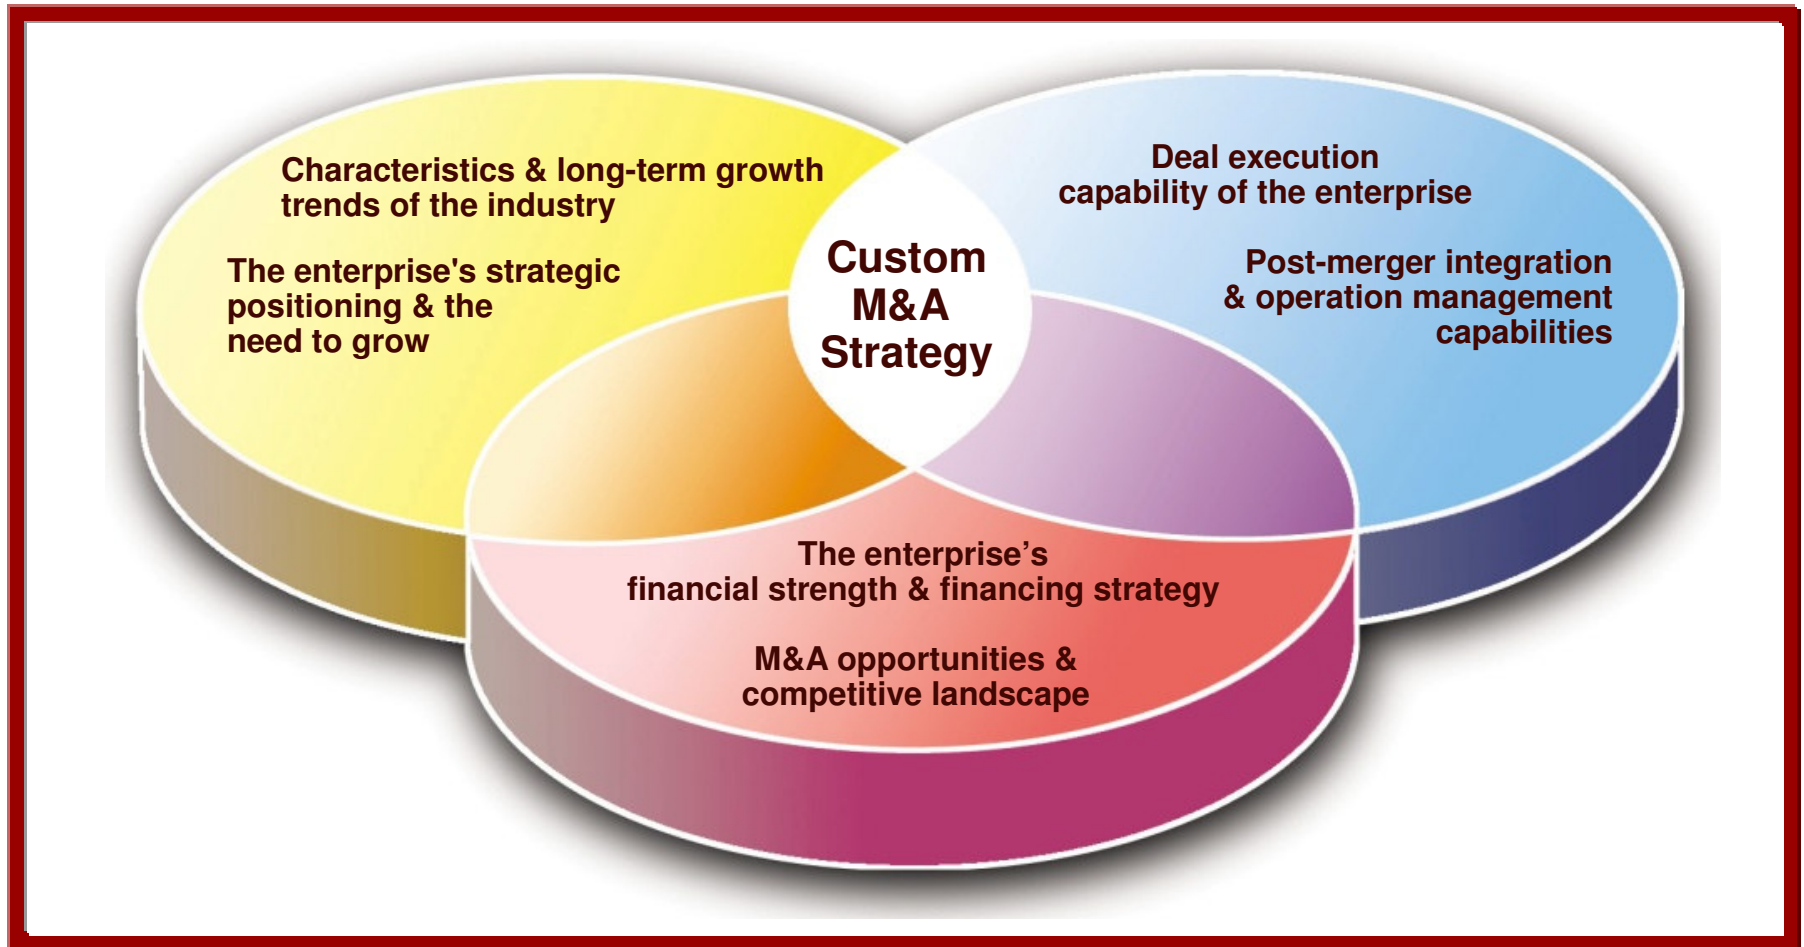 Characteristics & long-term growth
trends of the industry
The enterprise's strategic
positioning & the
need to grow
Custom
M&A
Strategy
Deal execution
capability of the enterprise
Post-merger integration
& operation management
capabilities
The enterprise’s
financial strength & financing strategy
M&A opportunities &
competitive landscape